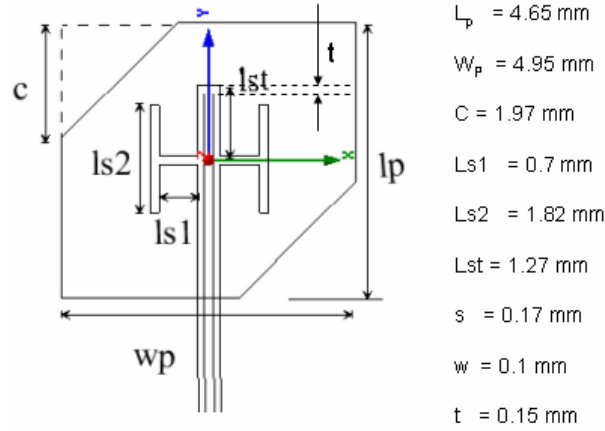 Y
t
c
lst
X
ls2
lp
ls1
wp
Lp = 4.65 mm
Wp = 4.95 mm
C = 1.97 mm
Ls1 = 0.7 mm
Ls2 = 1.82 mm
Lst = 1.27 mm
s = 0.17 mm
w = 0.1 mm
t = 0.15 mm